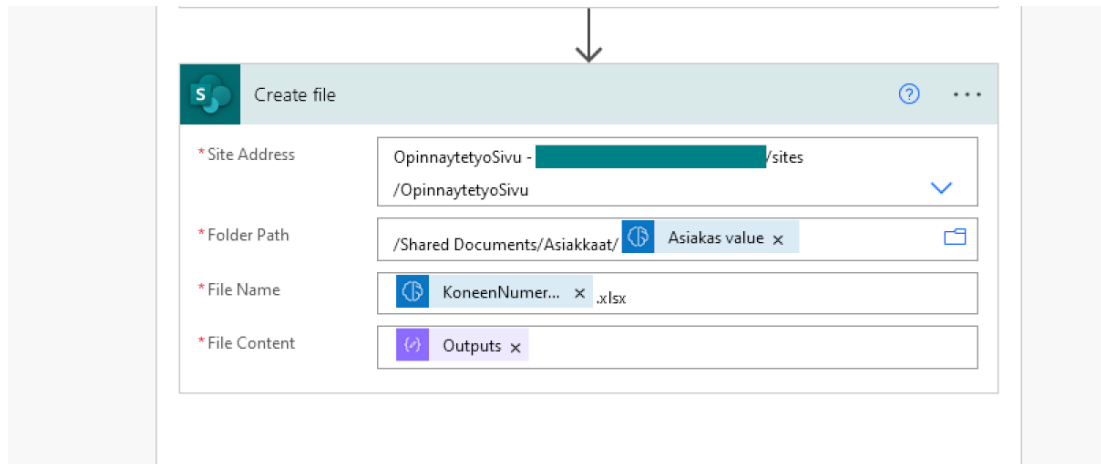 S
Create file
* Site Address
OpinnaytetyoSivu - /sites
/OpinnaytetyoSivu
* Folder Path
/Shared Documents/Asiakkaat/ Asiakas value ×
* File Name
KoneenNumer... × .xlsx
* File Content
Outputs ×